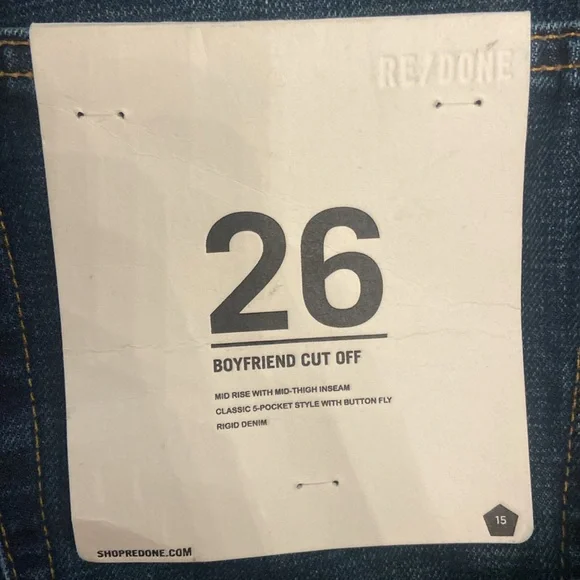 RE/DONE
26
BOYFRIEND CUT OFF
MID RISE WITH MID-THIGH INSEAM
CLASSIC 5-POCKET STYLE WITH BUTTON FLY
RIGID DENIM
15
SHOPREDONE.COM